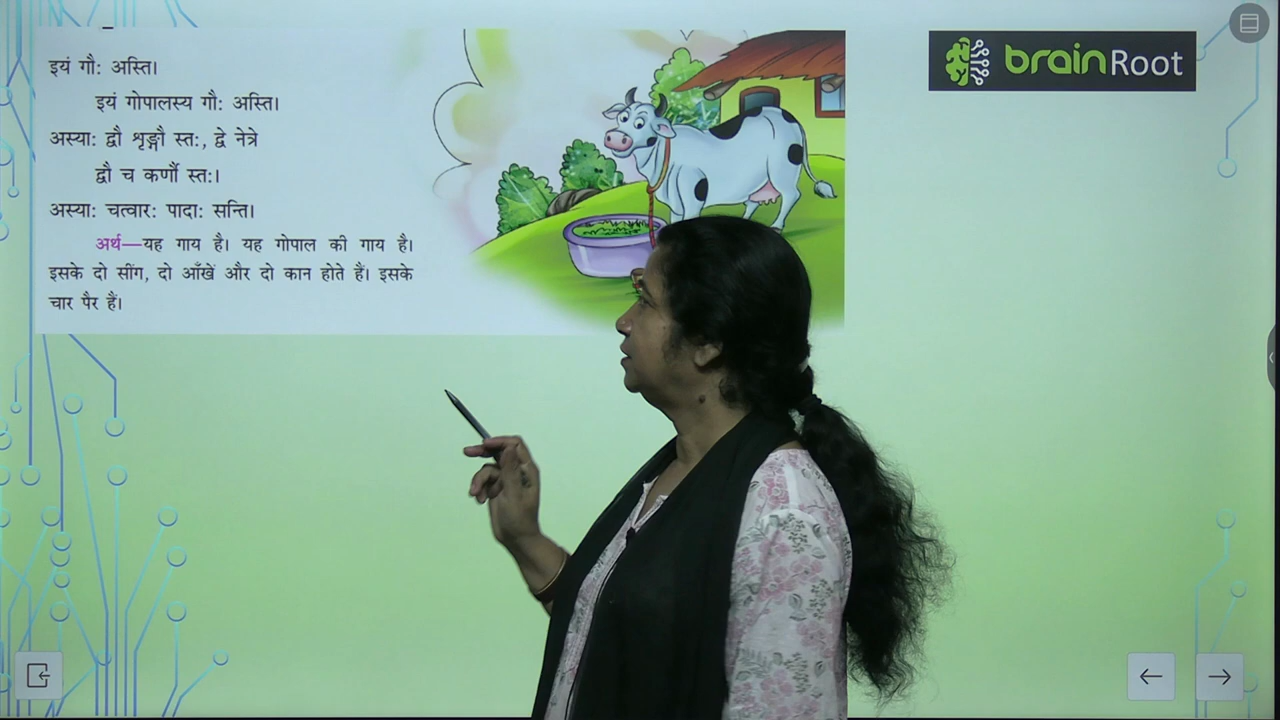 इयं गौः अस्ति।
इयं गोपालस्य गौः अस्ति।
अस्याः द्वौ शृङ्गौ स्तः, द्वे नेत्रे
द्वौ च कर्णौ स्तः।
अस्याः चत्वारः पादाः सन्ति।
अर्थ—यह गाय है। यह गोपाल की गाय है।
इसके दो सींग, दो आँखें और दो कान होते हैं। इसके
चार पैर हैं।
brainRoot